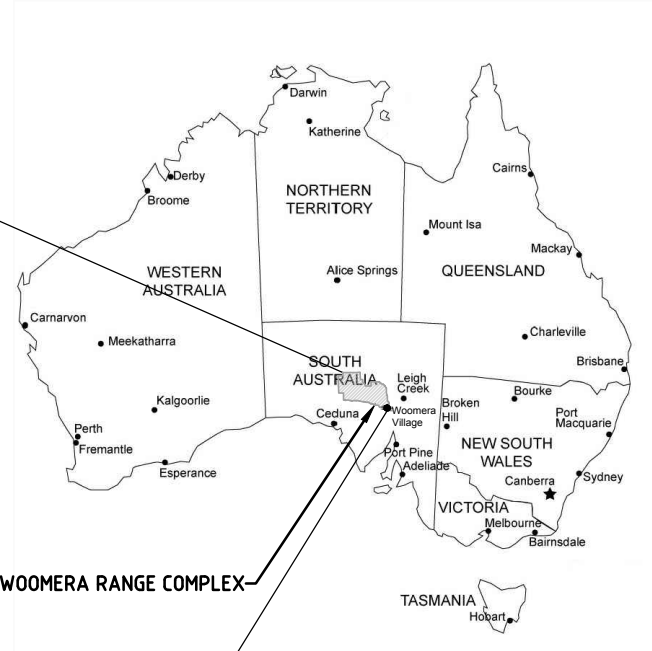 Darwin
Katherine
Derby
Broome
Cairns
NORTHERN
TERRITORY
Mount Isa
Mackay
WESTERN
AUSTRALIA
Alice Springs
QUEENSLAND
Carnarvon
Meekatharra
Charleville
Brisbane
SOUTH
AUSTRALIA
Leigh
Creek
Bourke
Kalgoorlie
Ceduna
Woomera
Village
Broken
Hill
Port
Macquarie
Perth
Fremantle
Esperance
Port Pine
Adeliade
NEW SOUTH
WALES
Canberra
Sydney
VICTORIA
Melbourne
Bairnsdale
WOOMERA RANGE COMPLEX
TASMANIA
Hobart